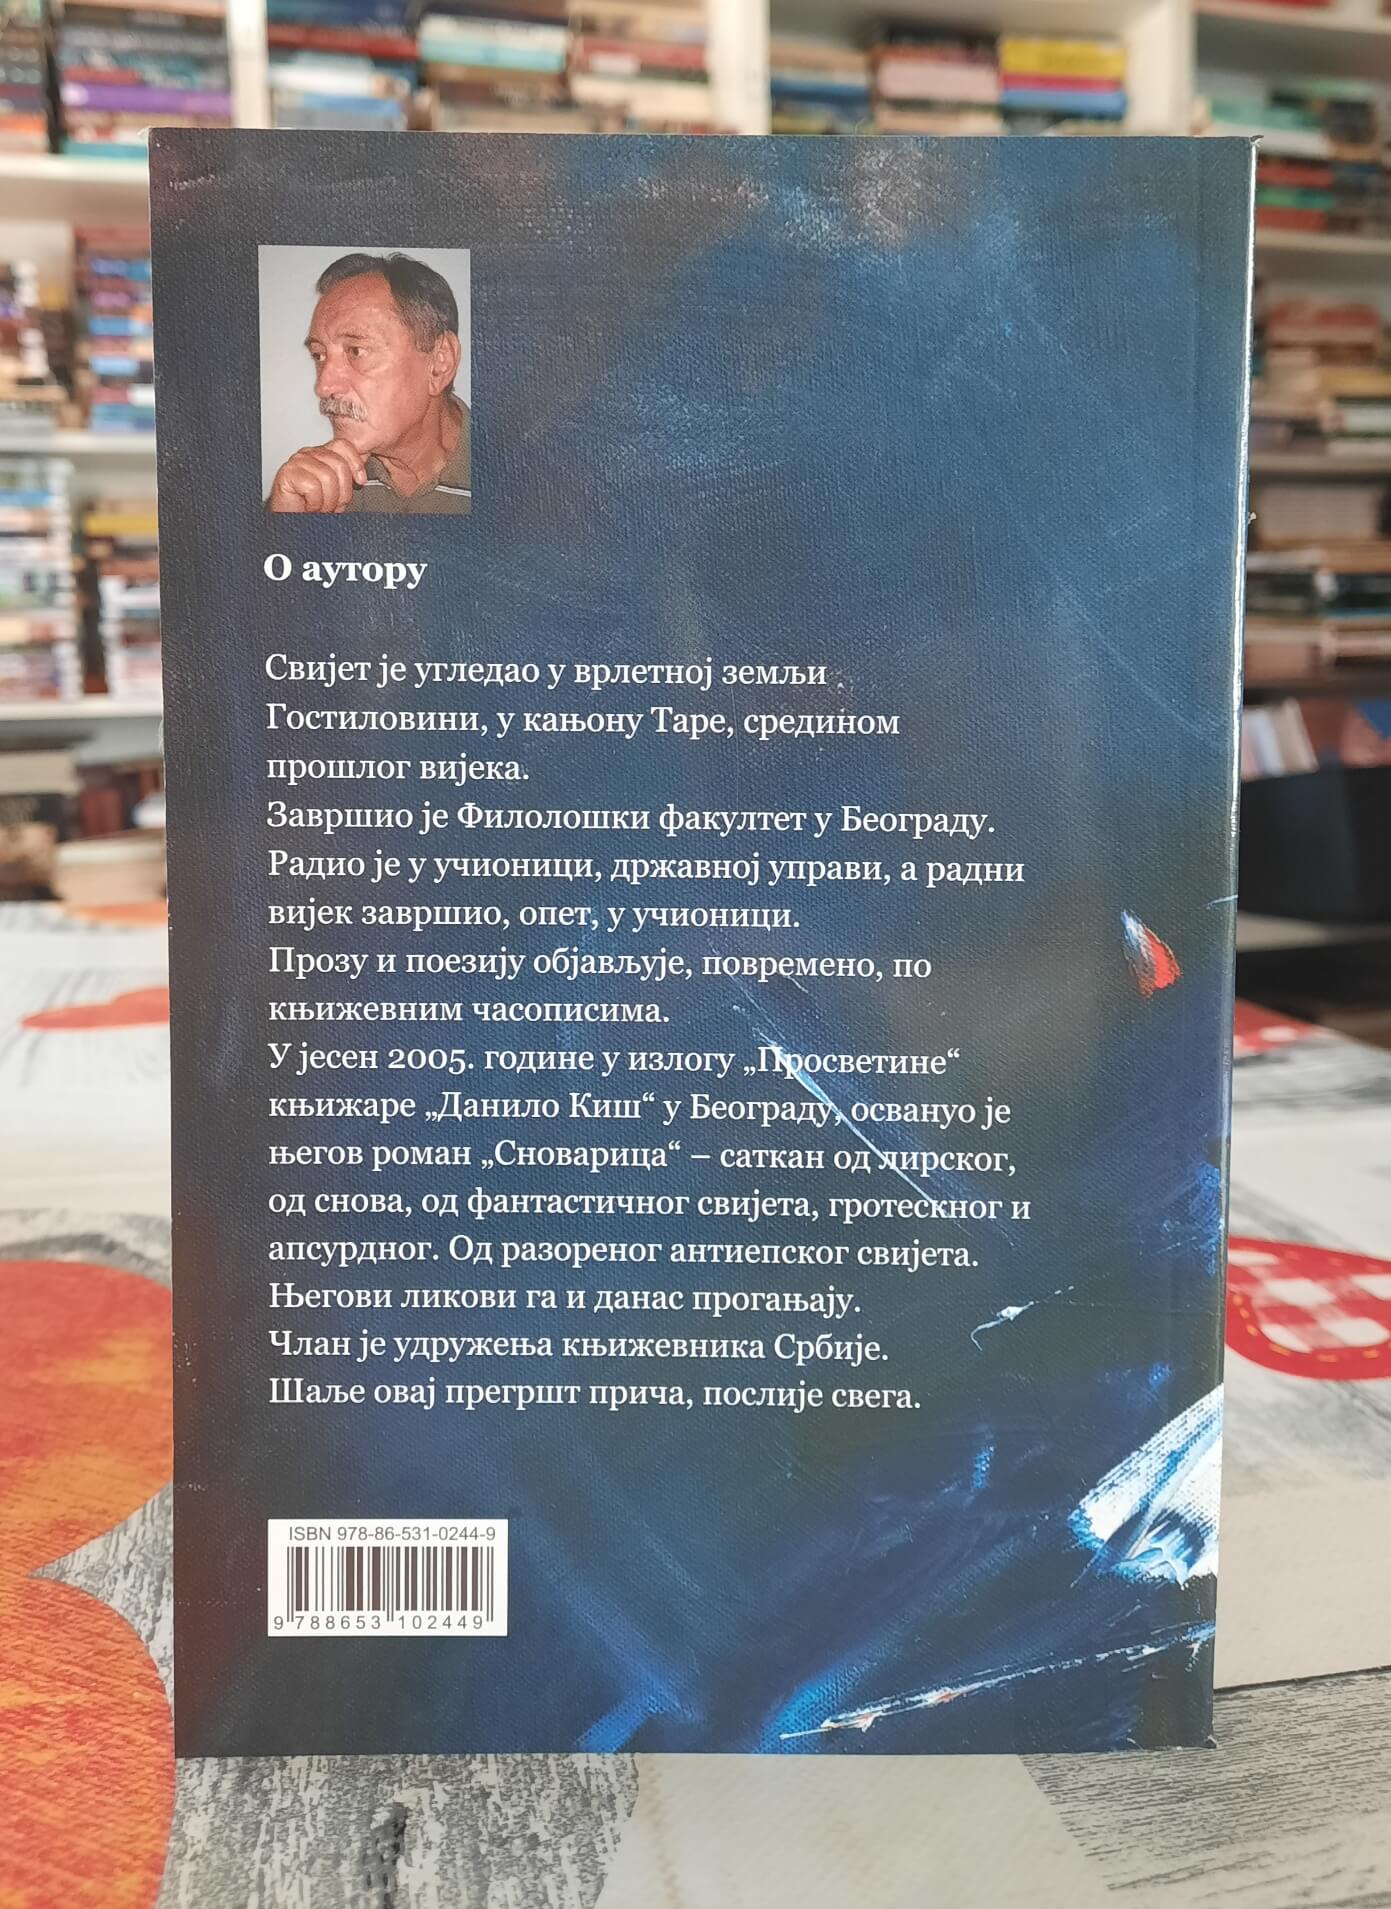 О аутору
Свијет је угледао у врлетној земљи
Гостиловини, у кањону Таре, средином
прошлог вијека.
Завршио је Филолошки факултет у Београду.
Радио је у учионици, државној управи, а радни
вијек завршио, опет, у учионици.
Прозу и поезију објављује, повремено, по
књижевним часописима.
У јесен 2005. године у излогу „Просветине“
књижаре „Данило Киш“ у Београду, освануо је
његов роман „Сноварица“ – саткан од лирског,
од снова, од фантастичног свијета, гротескног и
апсурдног. Од разореног антиепског свијета.
Његови ликови га и данас прогањају.
Члан је удружења књижевника Србије.
Шаље овај прегршт прича, послије свега.
ISBN 978-86-531-0244-9
9 788653 102449